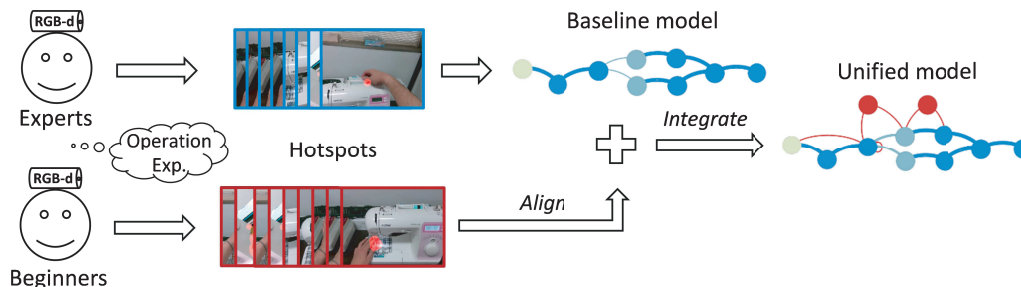 RGB-d
Experts
Operation
Exp.
RGB-d
Beginners
Hotspots
Baseline model
Align
Integrate
Unified model